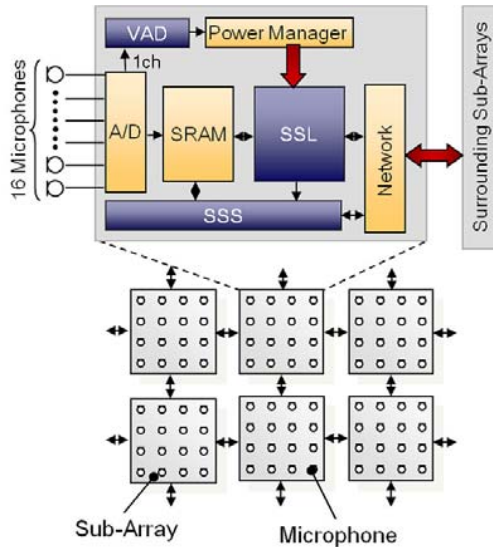 VAD
Power Manager
1ch
16 Microphones
A/D
SRAM
SSL
Network
Surrounding Sub-Arrays
SSS
Sub-Array
Microphone